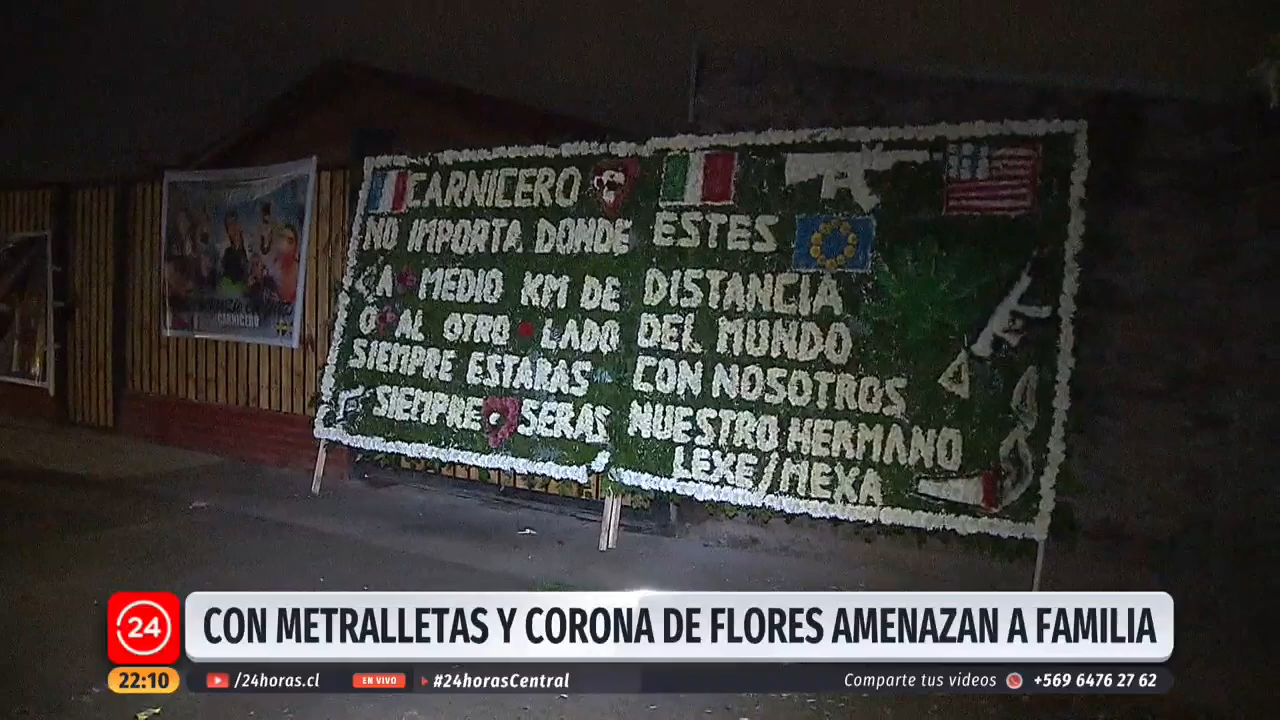 CARNICERO
CARNICERO
NO IMPORTA DONDE ESTES
A MEDIO KM DE DISTANCIA
O AL OTRO LADO DEL MUNDO
SIEMPRE ESTARAS CON NOSOTROS
SIEMPRE SERAS NUESTRO HERMANO
LEXE/MEXA
24
CON METRALLETAS Y CORONA DE FLORES AMENAZAN A FAMILIA
22:10
/24horas.cl
EN VIVO
#24horasCentral
Comparte tus videos
+569 6476 27 62